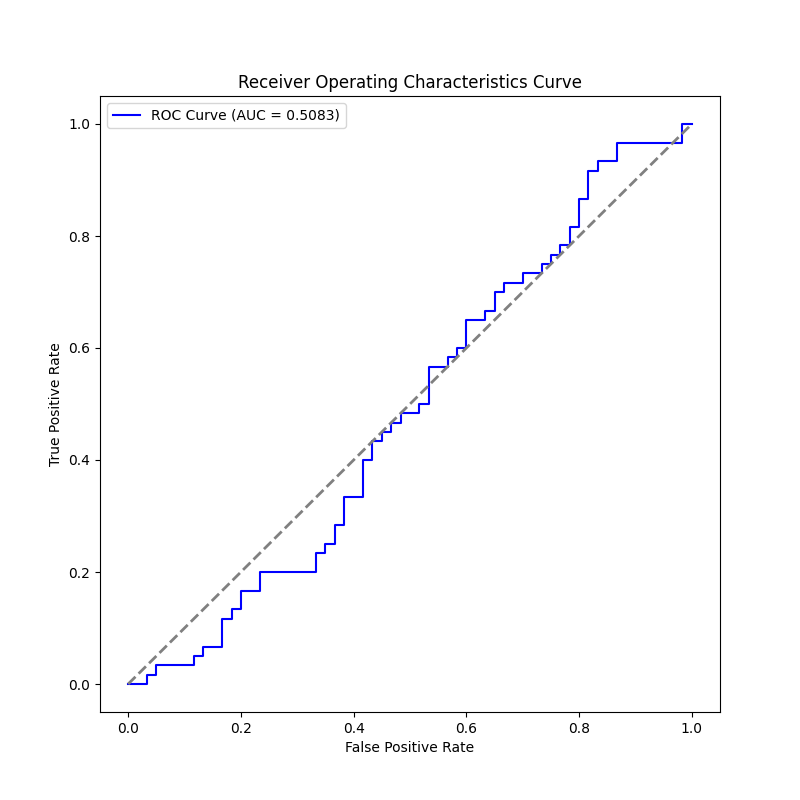 Receiver Operating Characteristics Curve
ROC Curve (AUC = 0.5083)
1.0
0.8
0.6
0.4
0.2
0.0
True Positive Rate
0.0 0.2 0.4 0.6 0.8 1.0
False Positive Rate